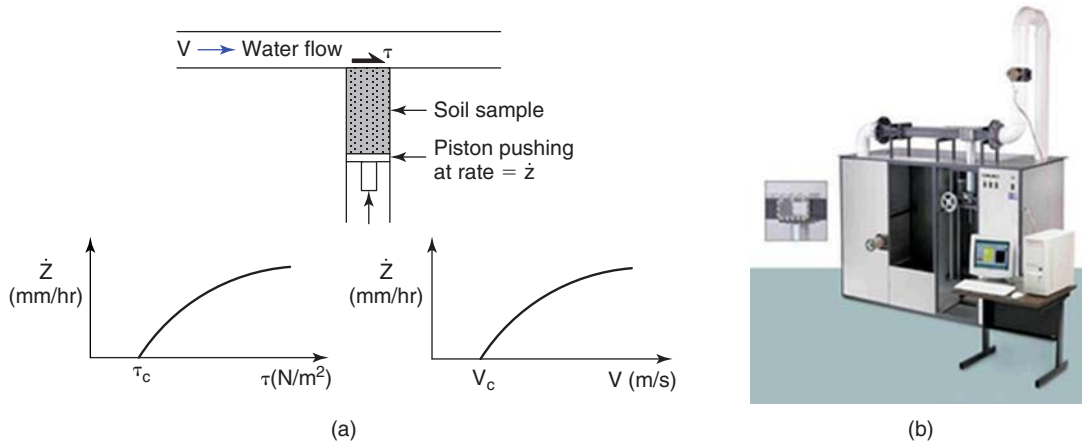 V → Water flow τ
Soil sample
Piston pushing
at rate = ż
Ż
(mm/hr)
τc
τ(N/m²)
Ż
(mm/hr)
Vc
V (m/s)
(a)
(b)